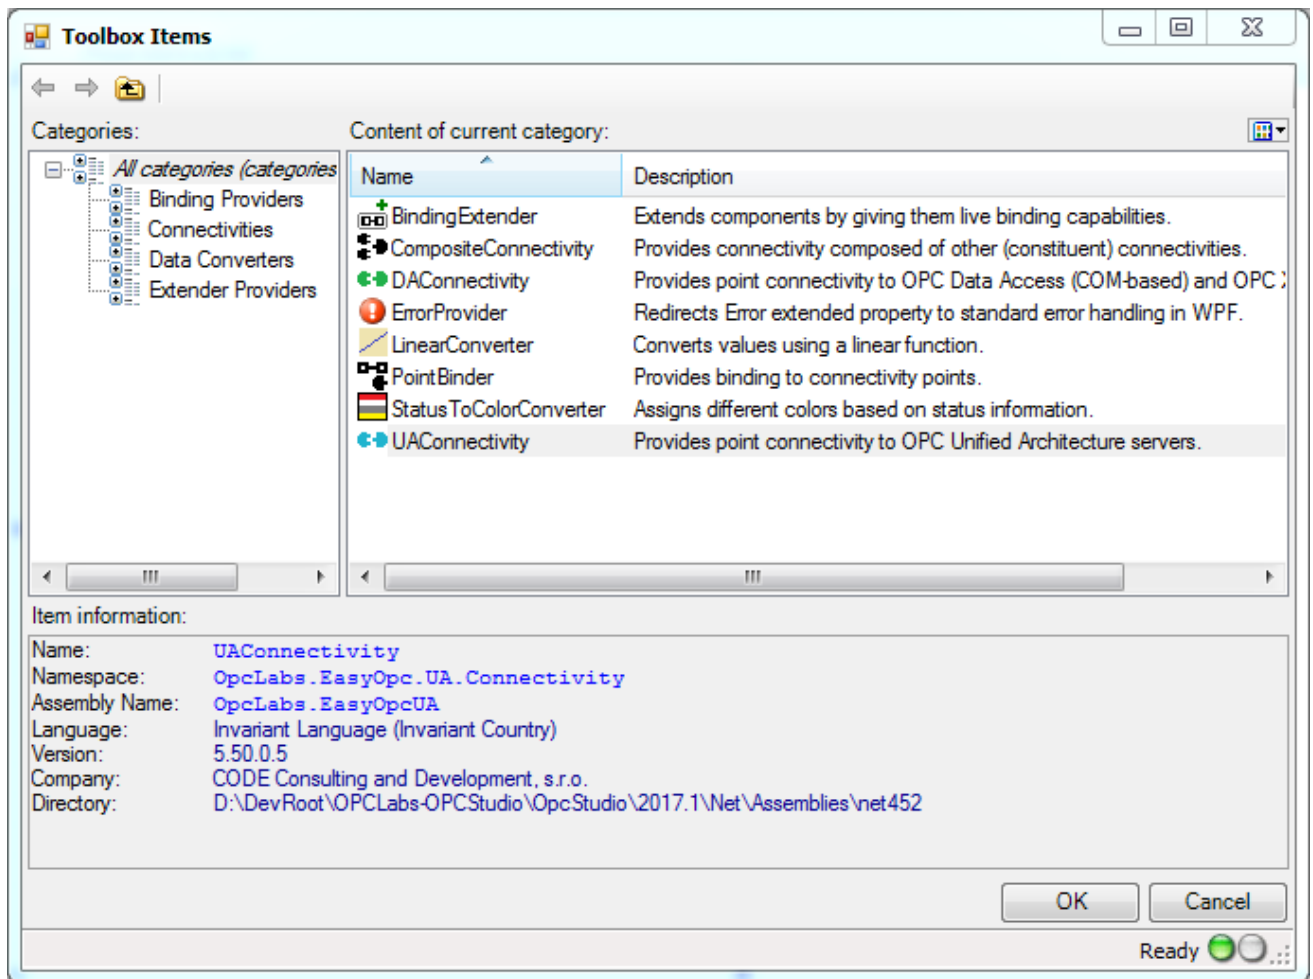 Toolbox Items
Categories:
Content of current category:
All categories (categories
Binding Providers
Connectivities
Data Converters
Extender Providers
Name Description
BindingExtender Extends components by giving them live binding capabilities.
CompositeConnectivity Provides connectivity composed of other (constituent) connectivities.
DAConnectivity Provides point connectivity to OPC Data Access (COM-based) and OPC
ErrorProvider Redirects Error extended property to standard error handling in WPF.
LinearConverter Converts values using a linear function.
PointBinder Provides binding to connectivity points.
StatusToColorConverter Assigns different colors based on status information.
UAConnectivity Provides point connectivity to OPC Unified Architecture servers.
Item information:
Name: UAConnectivity
Namespace: OpcLabs.EasyOpc.UA.Connectivity
Assembly Name: OpcLabs.EasyOpcUA
Language: Invariant Language (Invariant Country)
Version: 5.50.0.5
Company: CODE Consulting and Development, s.r.o.
Directory: D:\DevRoot\OPCLabs-OPCStudio\OpcStudio\2017.1\Net\Assemblies\net452
OK Cancel
Ready